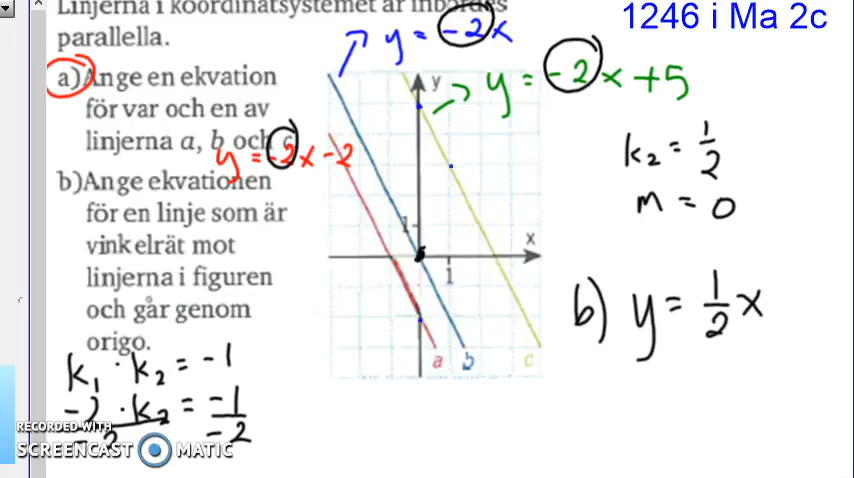 Linjerna i koordinatsystemet är inbördes
parallella.
1246 i Ma 2c
y = -2x
a) Ange en ekvation
för var och en av
linjerna a, b och c.
y = -2x + 5
y = -2x - 2
b) Ange ekvationen
för en linje som är
vinkelrät mot
linjerna i figuren
och går genom
origo.
y
1
x
1
a
b
c
k₂ = 1/2
m = 0
b) y = 1/2 x
k₁ · k₂ = -1
-2 · k₂ = -1
-2
RECORDED WITH
SCREENCAST MATIC